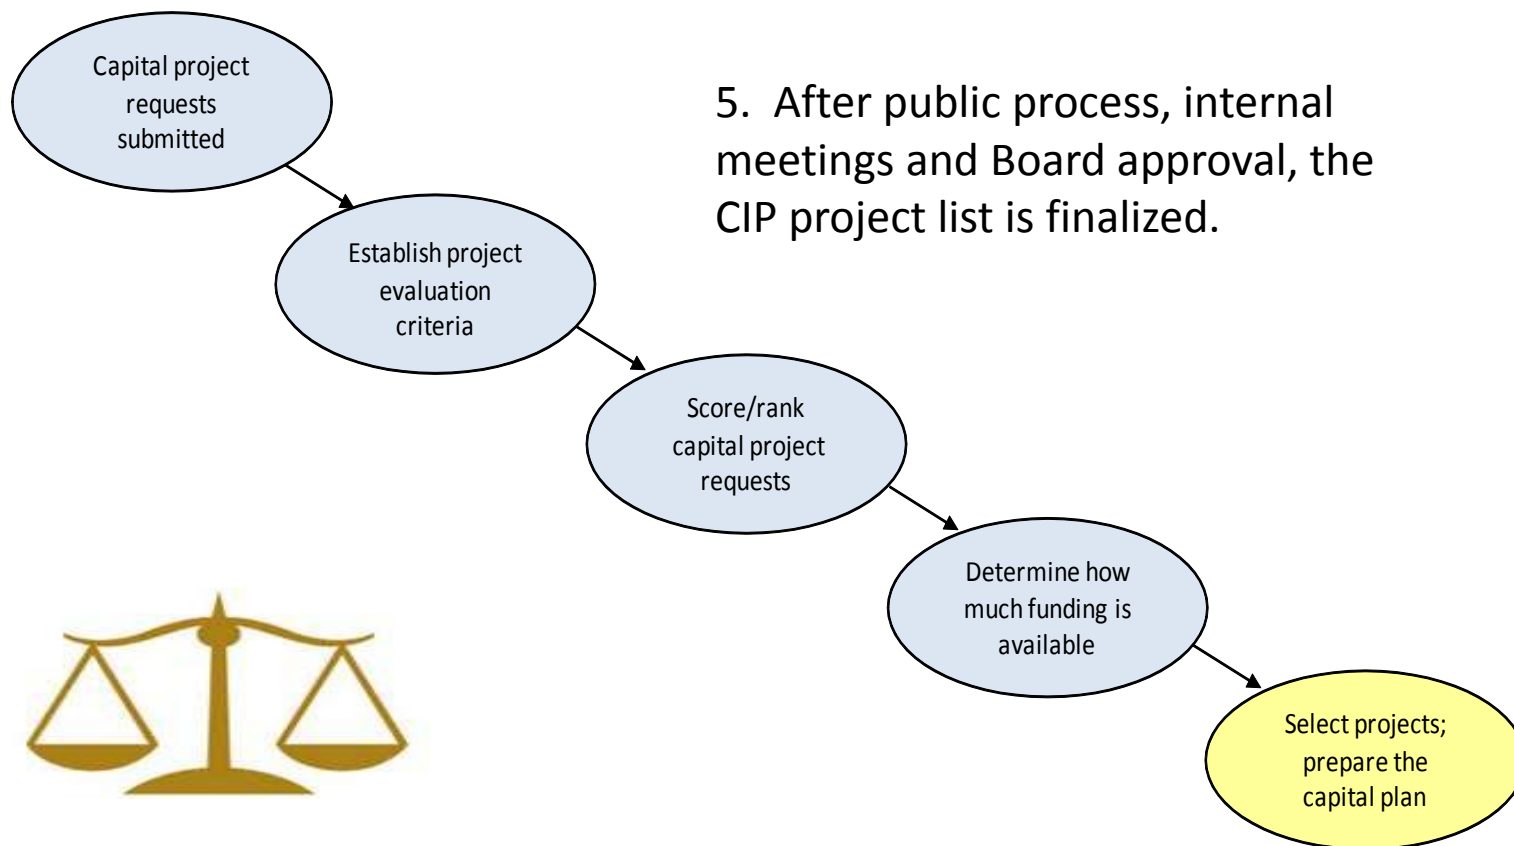 Capital project
requests
submitted
5. After public process, internal
meetings and Board approval, the
CIP project list is finalized.
Establish project
evaluation
criteria
Score/rank
capital project
requests
Determine how
much funding is
available
Select projects;
prepare the
capital plan